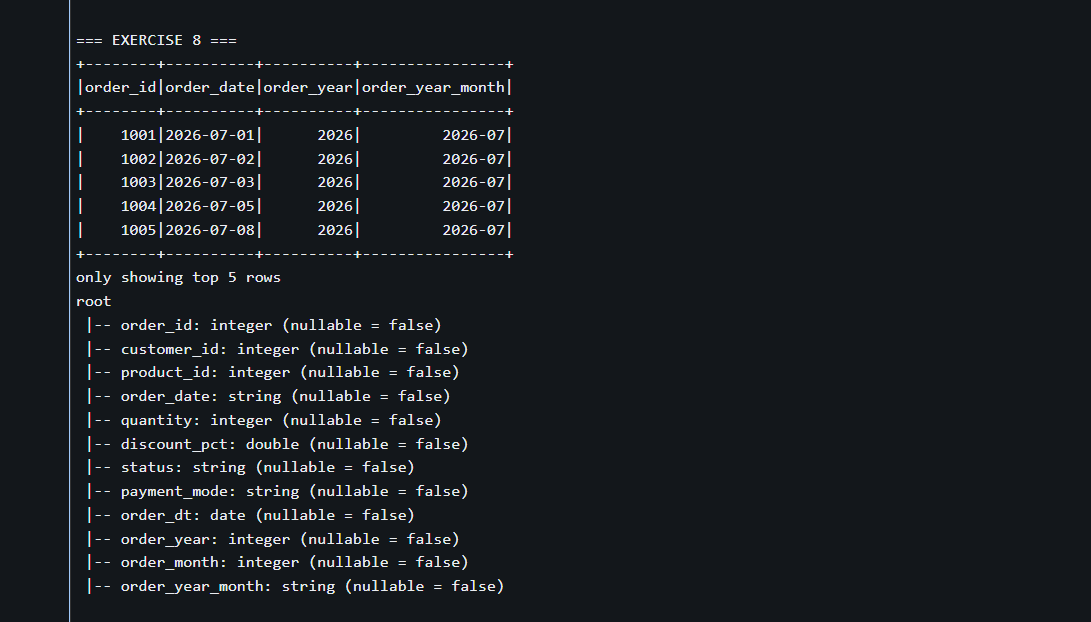 === EXERCISE 8 ===
+--------+----------+----------+----------------+
|order_id|order_date|order_year|order_year_month|
+--------+----------+----------+----------------+
|    1001|2026-07-01|      2026|         2026-07|
|    1002|2026-07-02|      2026|         2026-07|
|    1003|2026-07-03|      2026|         2026-07|
|    1004|2026-07-05|      2026|         2026-07|
|    1005|2026-07-08|      2026|         2026-07|
+--------+----------+----------+----------------+
only showing top 5 rows
root
 |-- order_id: integer (nullable = false)
 |-- customer_id: integer (nullable = false)
 |-- product_id: integer (nullable = false)
 |-- order_date: string (nullable = false)
 |-- quantity: integer (nullable = false)
 |-- discount_pct: double (nullable = false)
 |-- status: string (nullable = false)
 |-- payment_mode: string (nullable = false)
 |-- order_dt: date (nullable = false)
 |-- order_year: integer (nullable = false)
 |-- order_month: integer (nullable = false)
 |-- order_year_month: string (nullable = false)